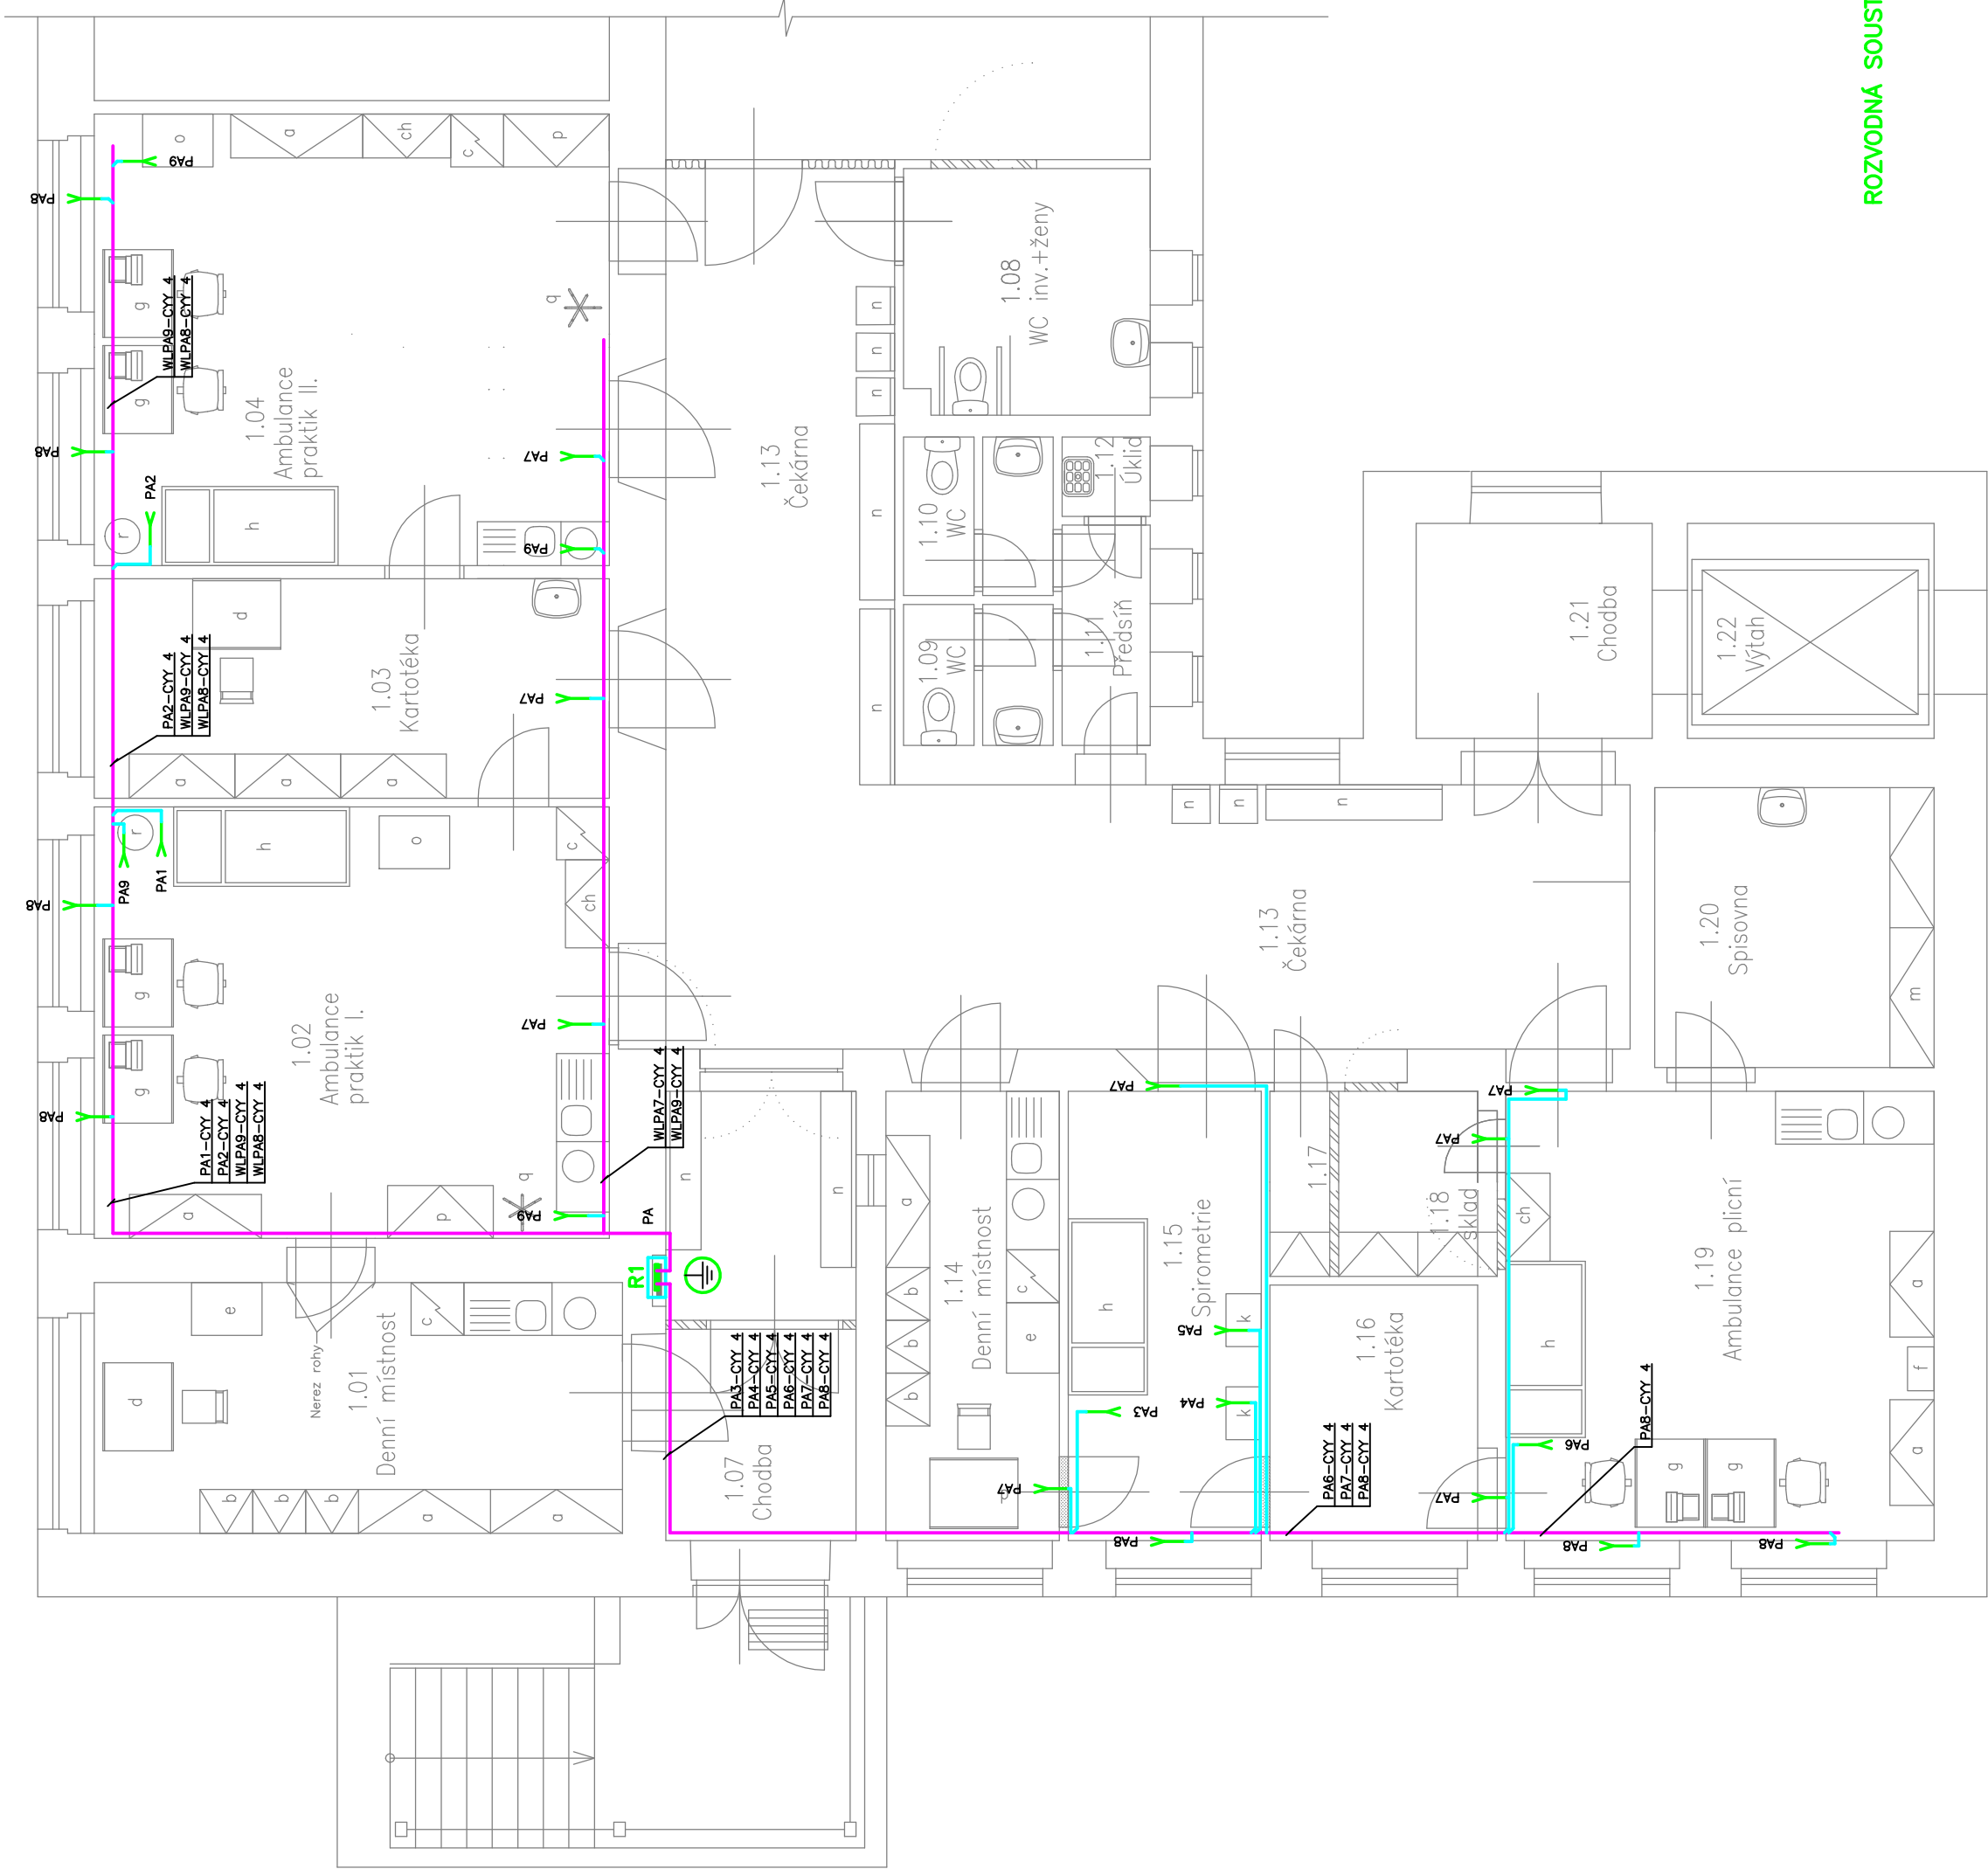 ROZVODNÁ SOUST
PA8
PA9
o
a
ch
c
p
g
g
WLPA9-CYY 4
WLPA8-CYY 4
q
1.04
Ambulance
praktik II.
PA8
PA2
r
h
PA7
PA9
n
n
n
n
n
1.13
Čekárna
1.08
WC inv.+ženy
1.10
WC
1.12
Úklid
1.09
WC
1.11
Předsíň
1.21
Chodba
1.22
Výtah
d
1.03
Kartotéka
PA2-CYY 4
WLPA9-CYY 4
WLPA8-CYY 4
a
a
a
PA7
PA8
PA9
PA1
r
h
o
c
ch
g
g
1.02
Ambulance
praktik I.
PA7
PA8
PA1-CYY 4
PA2-CYY 4
WLPA9-CYY 4
WLPA8-CYY 4
a
p
q
PA9
WLPA7-CYY 4
WLPA9-CYY 4
PA
R1
n
n
n
n
n
1.13
Čekárna
1.20
Spisovna
m
e
d
Nerez rohy
1.01
Denní místnost
c
b
b
b
a
a
1.07
Chodba
PA3-CYY 4
PA4-CYY 4
PA5-CYY 4
PA6-CYY 4
PA7-CYY 4
PA8-CYY 4
a
b
b
b
c
e
1.14
Denní místnost
PA7
PA7
h
1.15
Spirometrie
PA5
k
PA4
k
PA3
PA8
1.17
1.18
sklad
1.16
Kartotéka
PA6-CYY 4
PA7-CYY 4
PA8-CYY 4
PA7
PA7
ch
h
1.19
Ambulance plicní
a
f
a
PA6
PA7
g
g
PA8-CYY 4
PA8
PA8